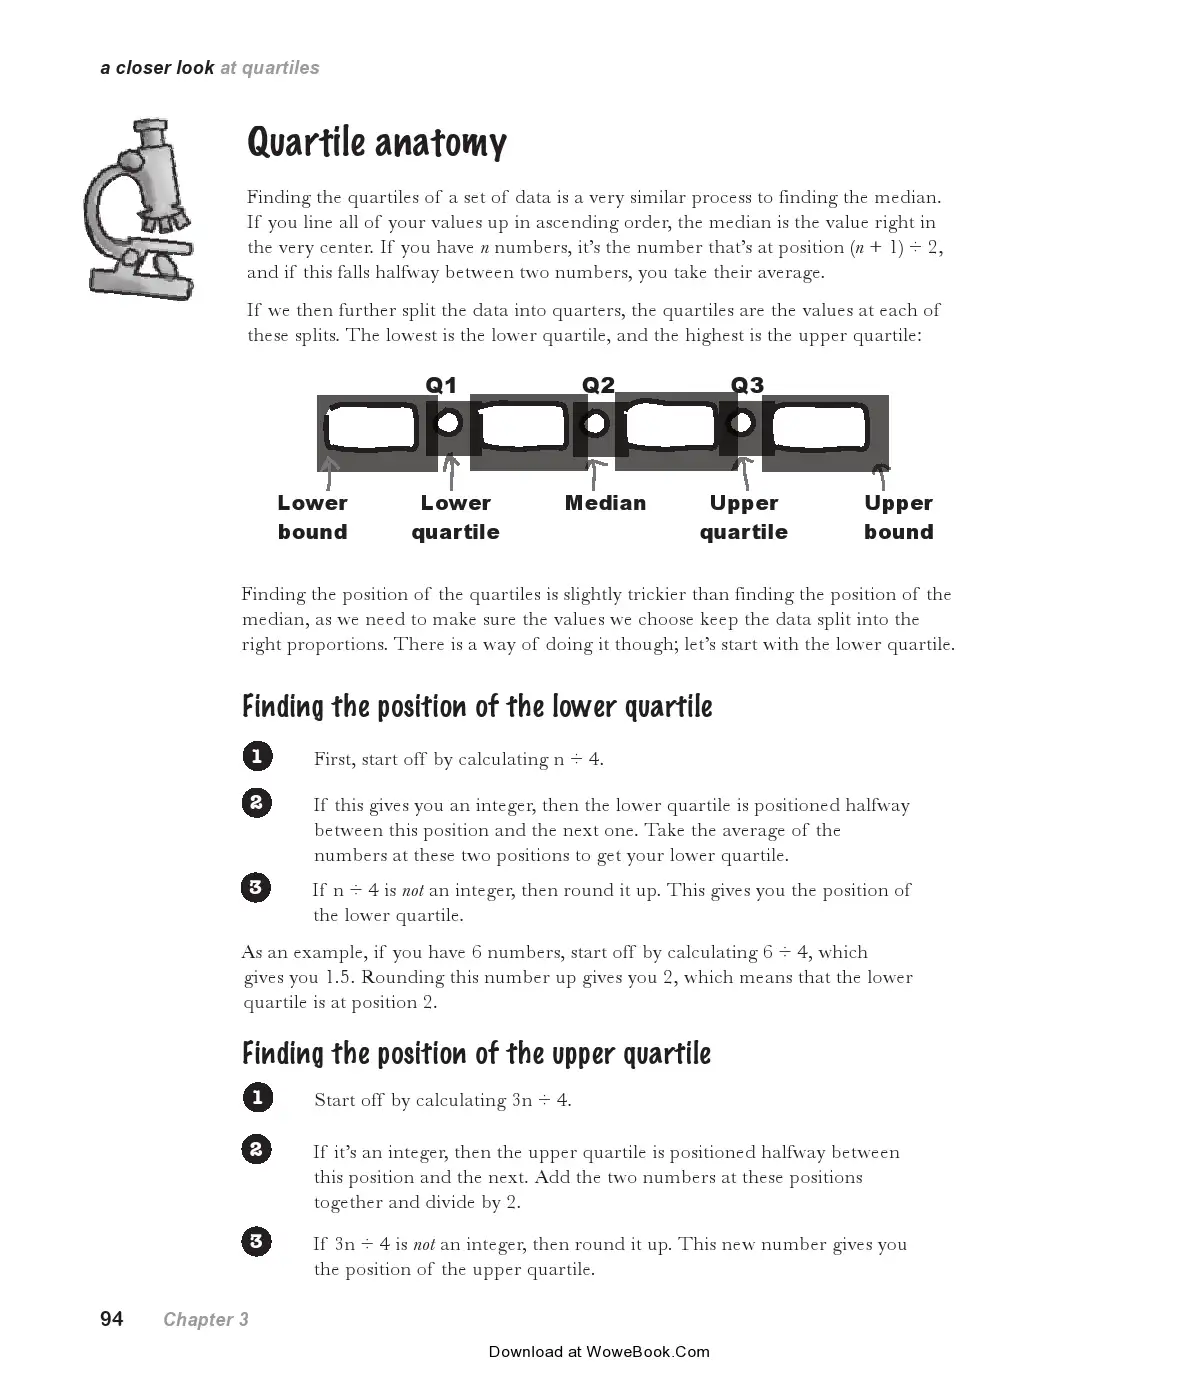 a closer look at quartiles
Quartile anatomy
Finding the quartiles of a set of data is a very similar process to finding the median.
If you line all of your values up in ascending order, the median is the value right in
the very center. If you have n numbers, it's the number that's at position (n + 1) ÷ 2,
and if this falls halfway between two numbers, you take their average.
If we then further split the data into quarters, the quartiles are the values at each of
these splits. The lowest is the lower quartile, and the highest is the upper quartile:
Q1 Q2 Q3
Lower Lower Median Upper Upper
bound quartile quartile bound
Finding the position of the quartiles is slightly trickier than finding the position of the
median, as we need to make sure the values we choose keep the data split into the
right proportions. There is a way of doing it though; let's start with the lower quartile.
Finding the position of the lower quartile
1 First, start off by calculating n ÷ 4.
2 If this gives you an integer, then the lower quartile is positioned halfway
between this position and the next one. Take the average of the
numbers at these two positions to get your lower quartile.
3 If n ÷ 4 is not an integer, then round it up. This gives you the position of
the lower quartile.
As an example, if you have 6 numbers, start off by calculating 6 ÷ 4, which
gives you 1.5. Rounding this number up gives you 2, which means that the lower
quartile is at position 2.
Finding the position of the upper quartile
1 Start off by calculating 3n ÷ 4.
2 If it's an integer, then the upper quartile is positioned halfway between
this position and the next. Add the two numbers at these positions
together and divide by 2.
3 If 3n ÷ 4 is not an integer, then round it up. This new number gives you
the position of the upper quartile.
94 Chapter 3
Download at WoweBook.Com